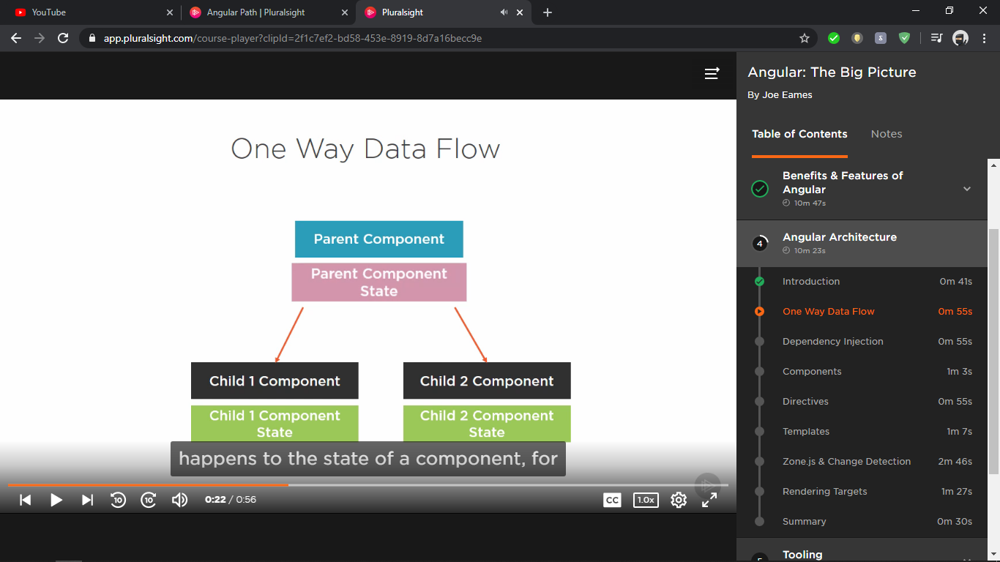 YouTube
Angular Path | Pluralsight
Pluralsight
app.pluralsight.com/course-player?clipId=2f1c7ef2-bd58-453e-8919-8d7a16becc9e
One Way Data Flow
Parent Component
Parent Component
State
Child 1 Component
Child 2 Component
Child 1 Component
State
Child 2 Component
State
happens to the state of a component, for
10
10
0:22 / 0:56
CC
1.0x
Angular: The Big Picture
By Joe Eames
Table of Contents
Notes
Benefits & Features of
Angular
10m 47s
4
Angular Architecture
10m 23s
Introduction 0m 41s
One Way Data Flow 0m 55s
Dependency Injection 0m 55s
Components 1m 3s
Directives 0m 55s
Templates 1m 7s
Zone.js & Change Detection 2m 46s
Rendering Targets 1m 27s
Summary 0m 30s
Tooling